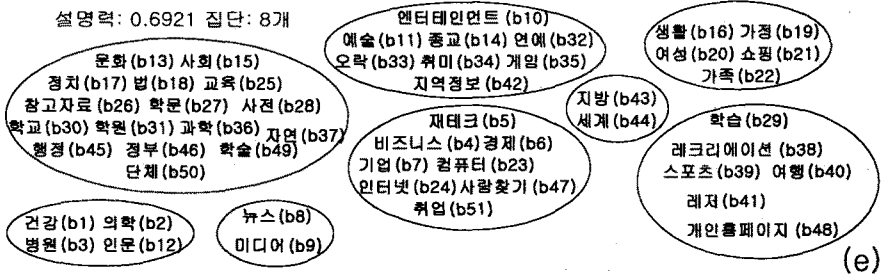 설명력: 0.6921 집단: 8개
문화(b13) 사회(b15)
정치(b17) 법(b18) 교육(b25)
참고자료(b26) 학문(b27) 사전(b28)
학교(b30) 학원(b31) 과학(b36) 자연(b37)
행정(b45) 정부(b46) 학술(b49)
단체(b50)
엔터테인먼트(b10)
예술(b11) 종교(b14) 연예(b32)
오락(b33) 취미(b34) 게임(b35)
지역정보(b42)
생활(b16) 가정(b19)
여성(b20) 쇼핑(b21)
가족(b22)
지방(b43)
세계(b44)
재테크(b5)
비즈니스(b4) 경제(b6)
기업(b7) 컴퓨터(b23)
인터넷(b24) 사람찾기(b47)
취업(b51)
학습(b29)
레크리에이션(b38)
스포츠(b39) 여행(b40)
레저(b41)
개인홈페이지(b48)
건강(b1) 의학(b2)
병원(b3) 인문(b12)
뉴스(b8)
미디어(b9)
(e)